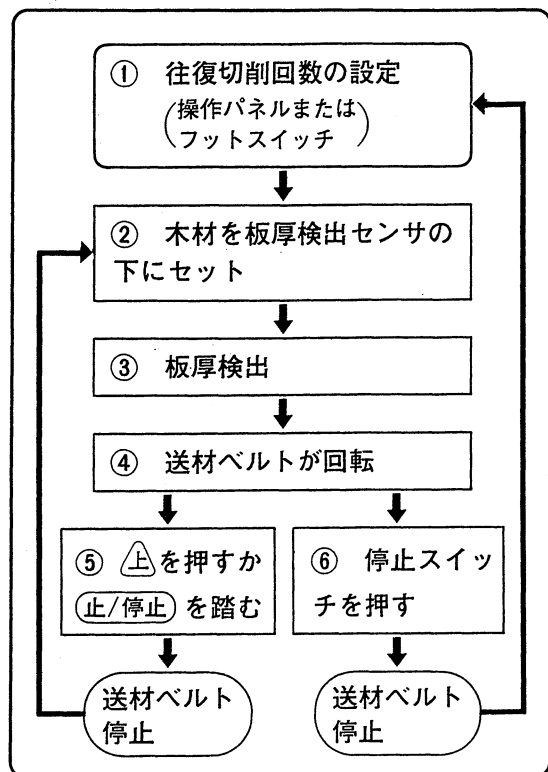 ① 往復切削回数の設定
(操作パネルまたは
フットスイッチ)
② 木材を板厚検出センサの
下にセット
③ 板厚検出
④ 送材ベルトが回転
⑤ 上を押すか
止/停止 を踏む
⑥ 停止スイッ
チを押す
送材ベルト
停止
送材ベルト
停止